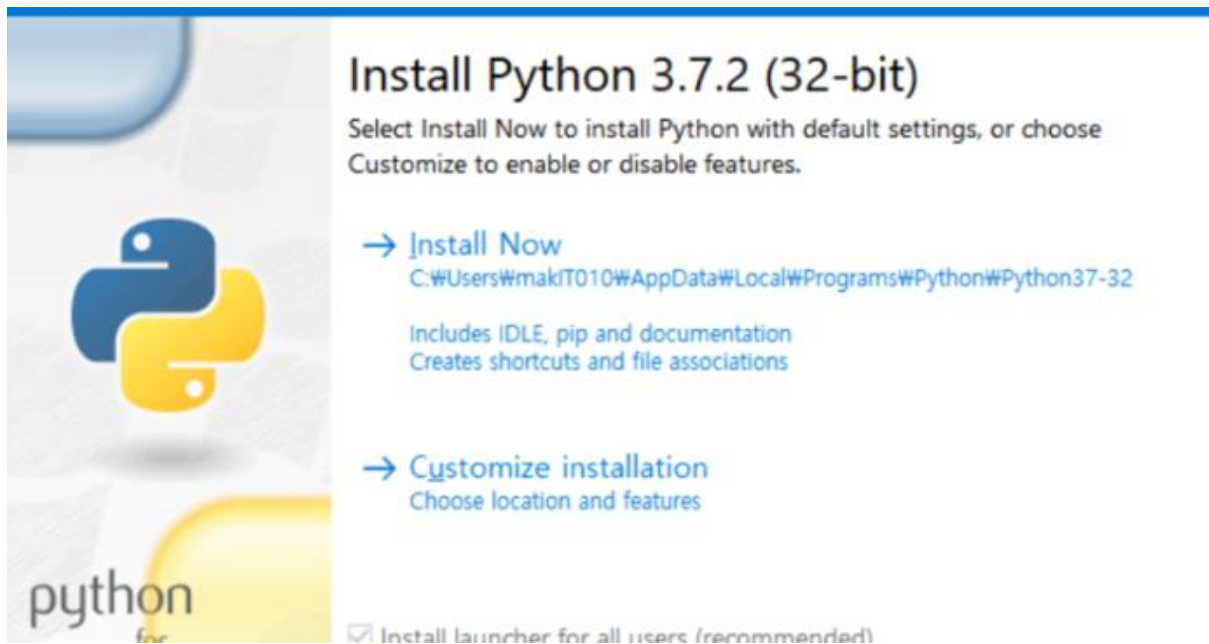 Install Python 3.7.2 (32-bit)
Select Install Now to install Python with default settings, or choose
Customize to enable or disable features.
→ Install Now
C:₩Users₩makIT010₩AppData₩Local₩Programs₩Python₩Python37-32
Includes IDLE, pip and documentation
Creates shortcuts and file associations
→ Customize installation
Choose location and features
python
for
Install launcher for all users (recommended)